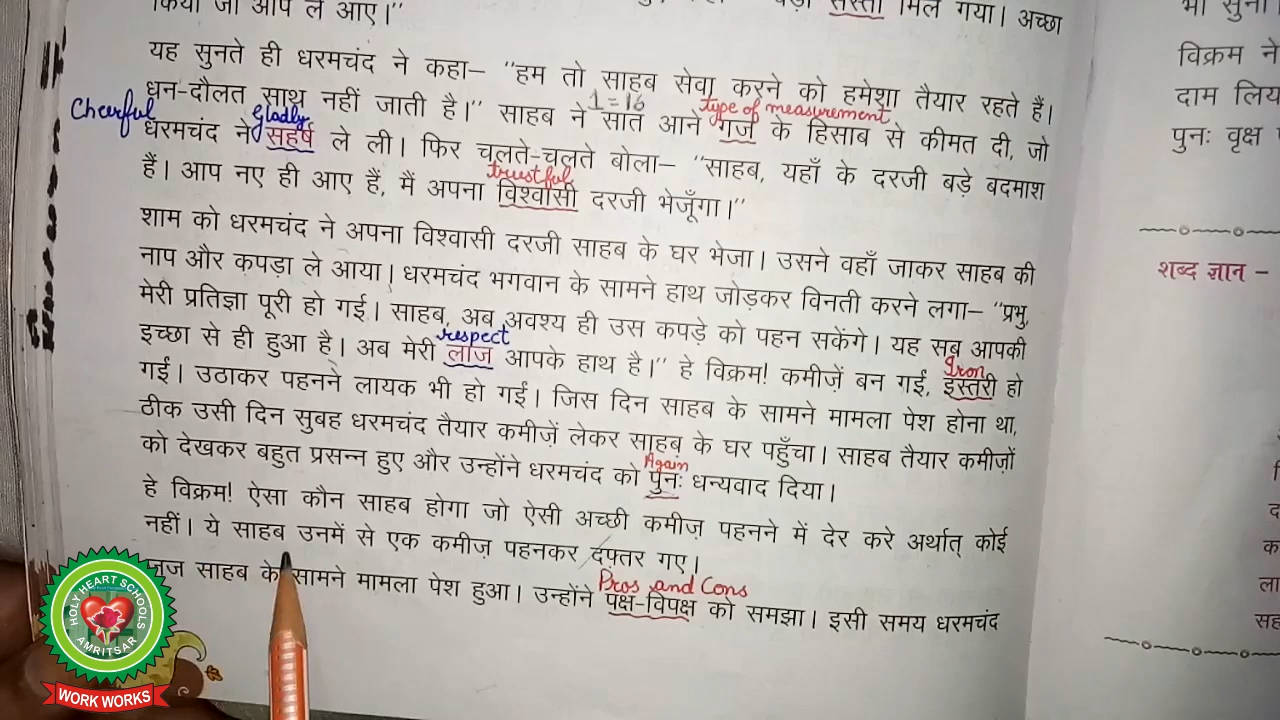 किया जो आप ले आए।" सस्ता मिल गया। अच्छा
यह सुनते ही धरमचंद ने कहा– "हम तो साहब सेवा करने को हमेशा तैयार रहते हैं।
धन-दौलत साथ नहीं जाती है।" साहब ने सात आने गज़ के हिसाब से कीमत दी, जो
1=16 type of measurement
Cheerful Gladly
धरमचंद ने सहर्ष ले ली। फिर चलते-चलते बोला– "साहब, यहाँ के दरजी बड़े बदमाश
trustful
हैं। आप नए ही आए हैं, मैं अपना विश्वासी दरजी भेजूँगा।"
शाम को धरमचंद ने अपना विश्वासी दरजी साहब के घर भेजा। उसने वहाँ जाकर साहब की
नाप और कपड़ा ले आया। धरमचंद भगवान के सामने हाथ जोड़कर विनती करने लगा– "प्रभु,
मेरी प्रतिज्ञा पूरी हो गई। साहब, अब अवश्य ही उस कपड़े को पहन सकेंगे। यह सब आपकी
respect
इच्छा से ही हुआ है। अब मेरी लाज आपके हाथ है।" हे विक्रम! कमीज़ें बन गईं, इस्तरी हो
Iron
गईं। उठाकर पहनने लायक भी हो गईं। जिस दिन साहब के सामने मामला पेश होना था,
ठीक उसी दिन सुबह धरमचंद तैयार कमीज़ें लेकर साहब के घर पहुँचा। साहब तैयार कमीज़ों
Again
को देखकर बहुत प्रसन्न हुए और उन्होंने धरमचंद को पुनः धन्यवाद दिया।
हे विक्रम! ऐसा कौन साहब होगा जो ऐसी अच्छी कमीज़ पहनने में देर करे अर्थात् कोई
नहीं। ये साहब उनमें से एक कमीज़ पहनकर दफ्तर गए।
Pros and Cons
जज साहब के सामने मामला पेश हुआ। उन्होंने पक्ष-विपक्ष को समझा। इसी समय धरमचंद
विक्रम ने
दाम लिय
पुनः वृक्ष
शब्द ज्ञान –
HOLY HEART SCHOOLS
AMRITSAR
WORK WORKS